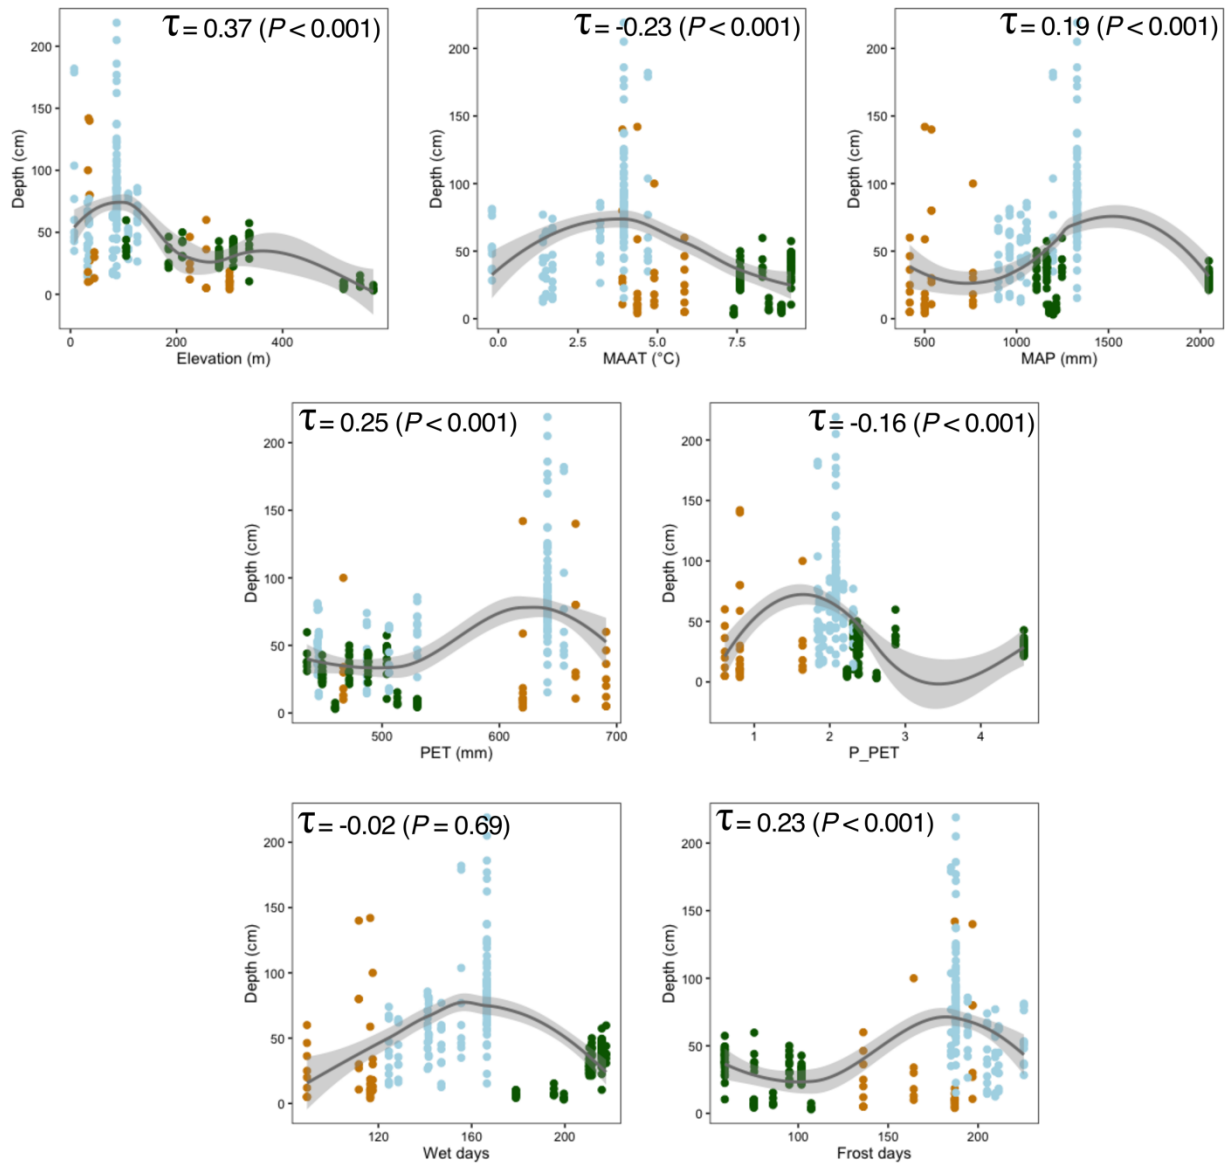 τ = 0.37 (P < 0.001)
Depth (cm)
200
150
100
50
0
0 200 400
Elevation (m)
τ = -0.23 (P < 0.001)
Depth (cm)
200
150
100
50
0
0.0 2.5 5.0 7.5
MAAT (°C)
τ = 0.19 (P < 0.001)
Depth (cm)
200
150
100
50
0
500 1000 1500 2000
MAP (mm)
τ = 0.25 (P < 0.001)
Depth (cm)
200
150
100
50
0
500 600 700
PET (mm)
τ = -0.16 (P < 0.001)
Depth (cm)
200
150
100
50
0
1 2 3 4
P_PET
τ = -0.02 (P = 0.69)
Depth (cm)
200
150
100
50
0
120 160 200
Wet days
τ = 0.23 (P < 0.001)
Depth (cm)
200
150
100
50
0
100 150 200
Frost days